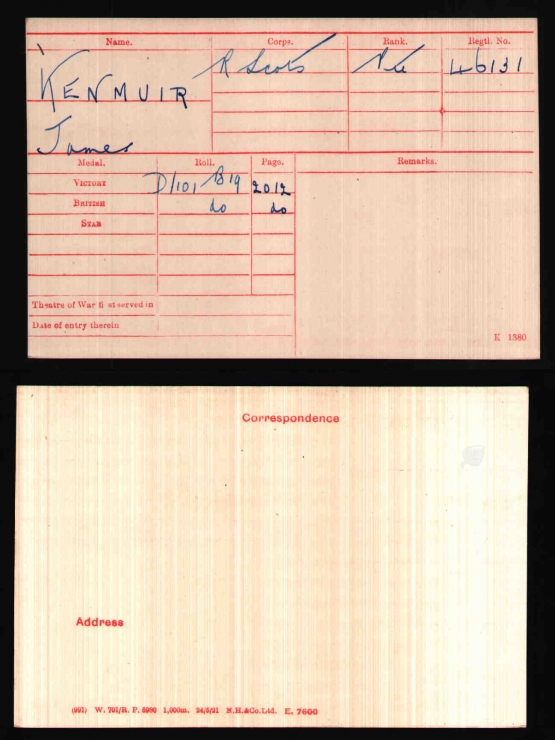 Name. Corps. Rank. Regtl. No.
KENMUIR R Scots Pte 46131
James
Medal. Roll. Page. Remarks.
VICTORY D/101 B19 2012
BRITISH do do
STAR
Theatre of War first served in
Date of entry therein
K 1380
Correspondence
Address
(991) W. 791/R. P. 8980 1,000m. 24/5/21 N.H.&Co.Ltd. E. 7600